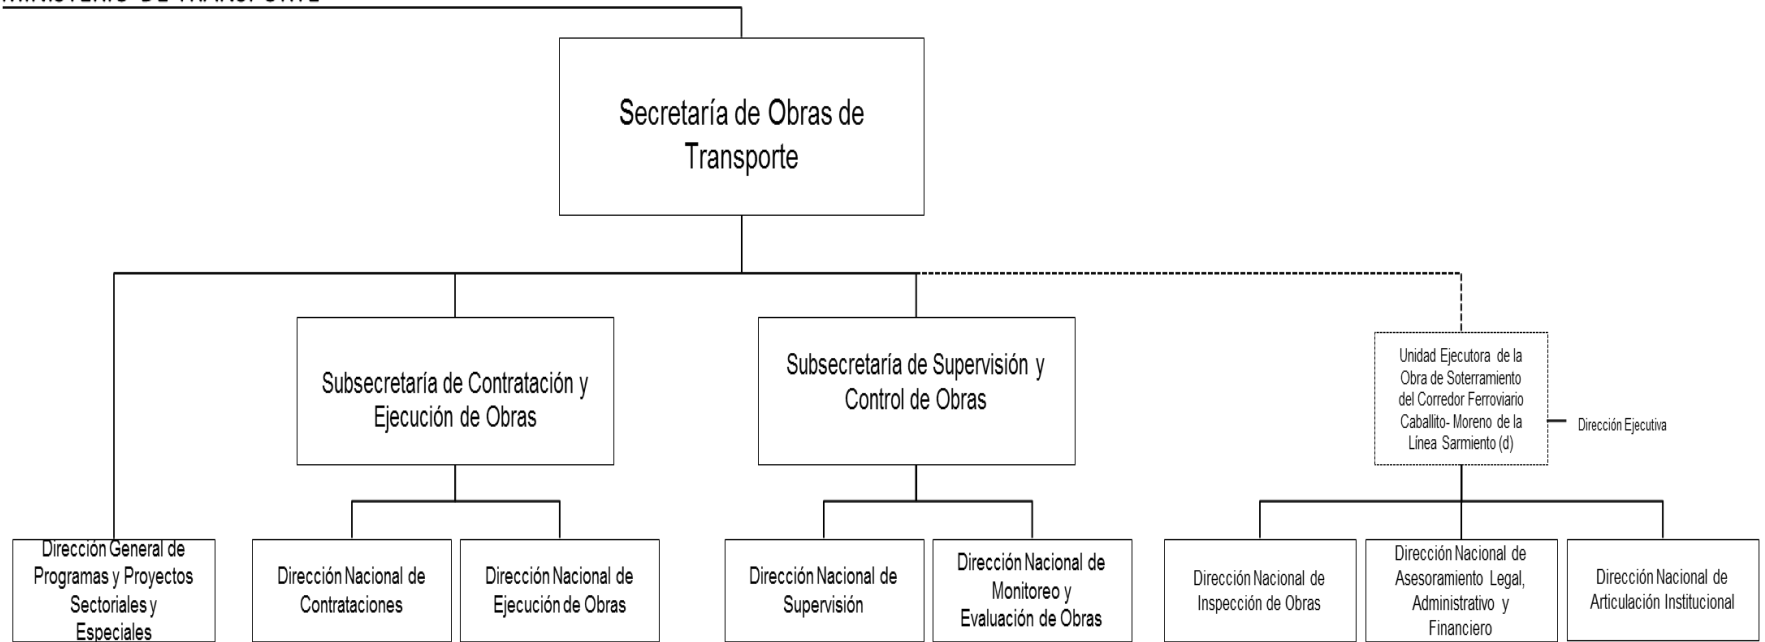 MINISTERIO DE TRANSPORTE
Secretaría de Obras de
Transporte
Subsecretaría de Contratación y
Ejecución de Obras
Subsecretaría de Supervisión y
Control de Obras
Unidad Ejecutora de la
Obra de Soterramiento
del Corredor Ferroviario
Caballito- Moreno de la
Línea Sarmiento (d)
Dirección Ejecutiva
Dirección General de
Programas y Proyectos
Sectoriales y
Especiales
Dirección Nacional de
Contrataciones
Dirección Nacional de
Ejecución de Obras
Dirección Nacional de
Supervisión
Dirección Nacional de
Monitoreo y
Evaluación de Obras
Dirección Nacional de
Inspección de Obras
Dirección Nacional de
Asesoramiento Legal,
Administrativo y
Financiero
Dirección Nacional de
Articulación Institucional